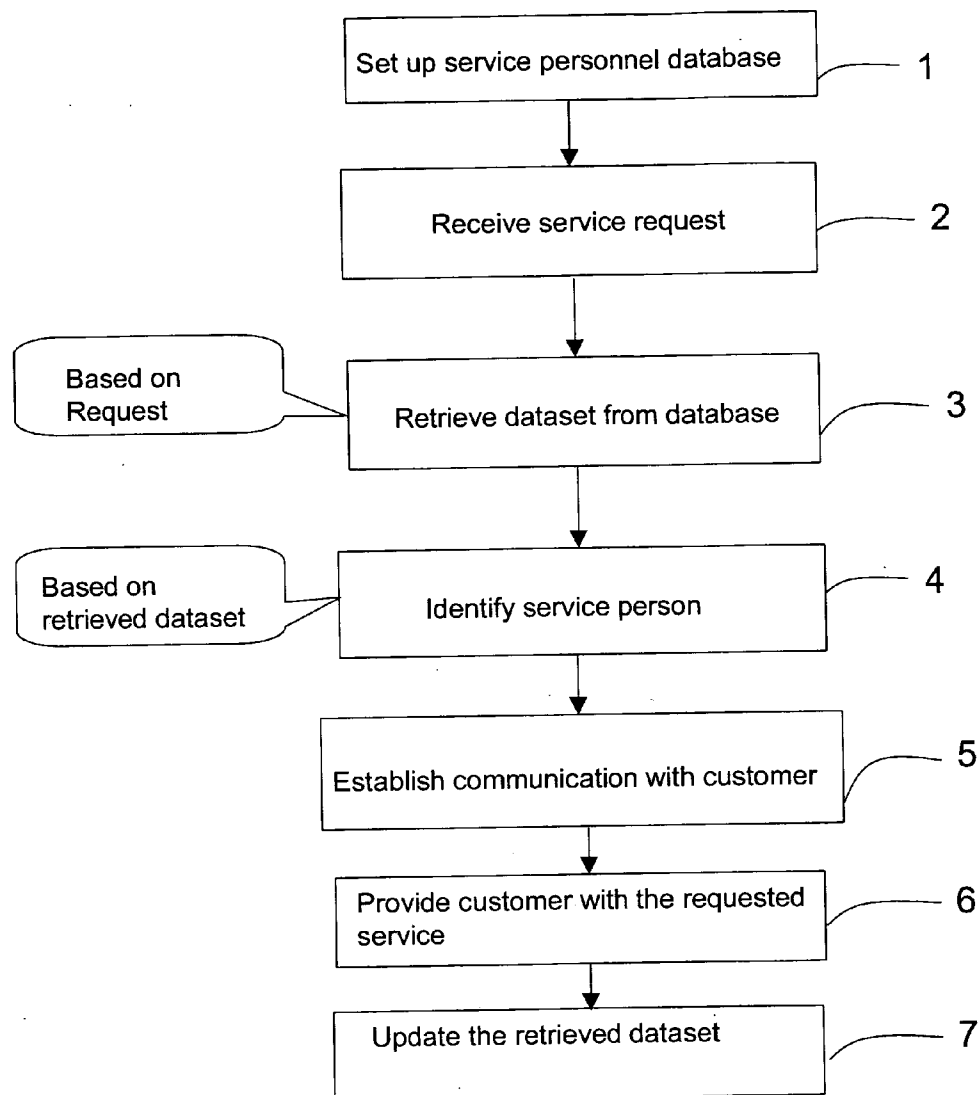 Set up service personnel database
1
Receive service request
2
Based on
Request
Retrieve dataset from database
3
Based on
retrieved dataset
Identify service person
4
Establish communication with customer
5
Provide customer with the requested
service
6
Update the retrieved dataset
7